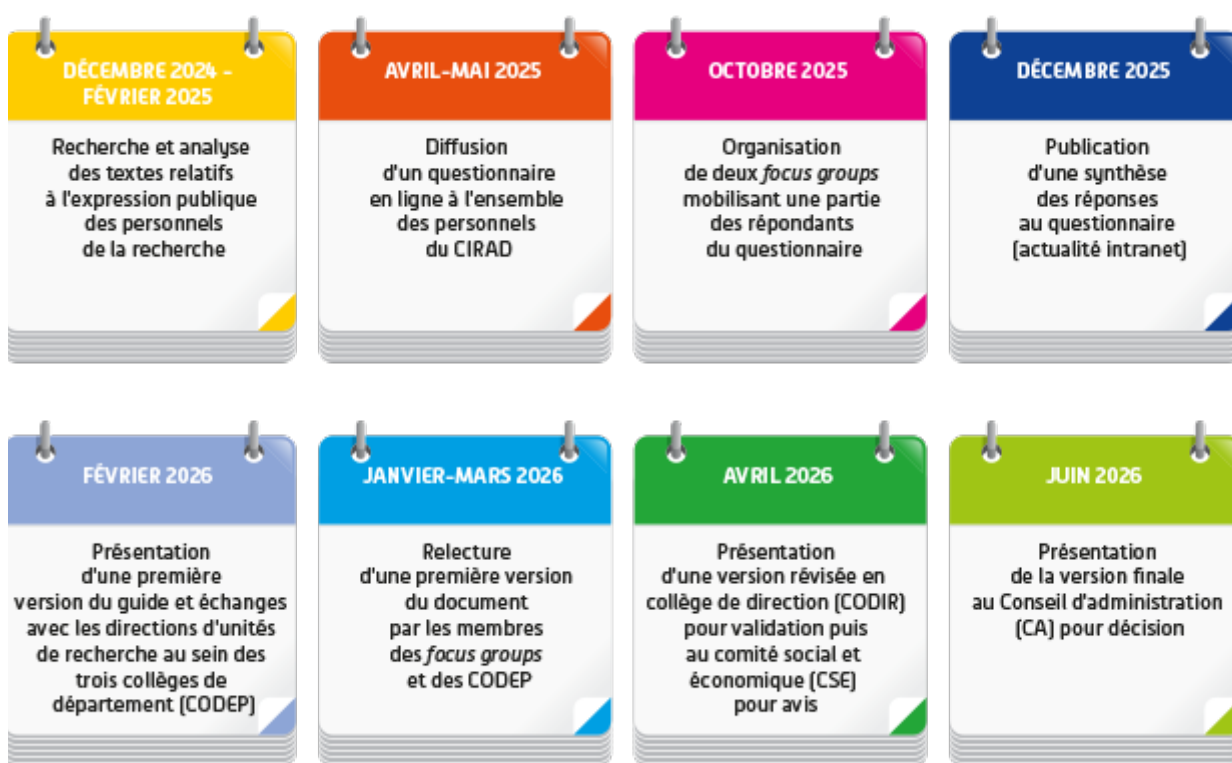 DÉCEMBRE 2024 -
FÉVRIER 2025
Recherche et analyse
des textes relatifs
à l'expression publique
des personnels
de la recherche
AVRIL-MAI 2025
Diffusion
d'un questionnaire
en ligne à l'ensemble
des personnels
du CIRAD
OCTOBRE 2025
Organisation
de deux focus groups
mobilisant une partie
des répondants
du questionnaire
DÉCEMBRE 2025
Publication
d'une synthèse
des réponses
au questionnaire
(actualité intranet)
FÉVRIER 2026
Présentation
d'une première
version du guide et échanges
avec les directions d'unités
de recherche au sein des
trois collèges de
département (CODEP)
JANVIER-MARS 2026
Relecture
d'une première version
du document
par les membres
des focus groups
et des CODEP
AVRIL 2026
Présentation
d'une version révisée en
collège de direction (CODIR)
pour validation puis
au comité social et
économique (CSE)
pour avis
JUIN 2026
Présentation
de la version finale
au Conseil d'administration
(CA) pour décision